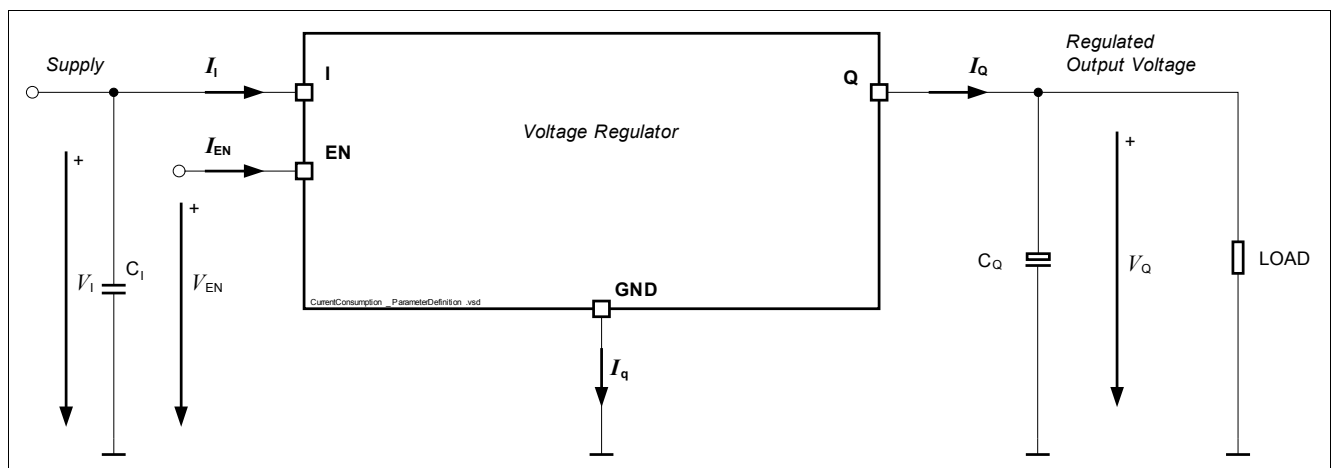 Supply
I_I
I
I_EN
EN
Voltage Regulator
Q
I_Q
Regulated
Output Voltage
+
+
+
V_I
C_I
V_EN
CurrentConsumption _ ParameterDefinition .vsd
GND
I_q
C_Q
V_Q
LOAD